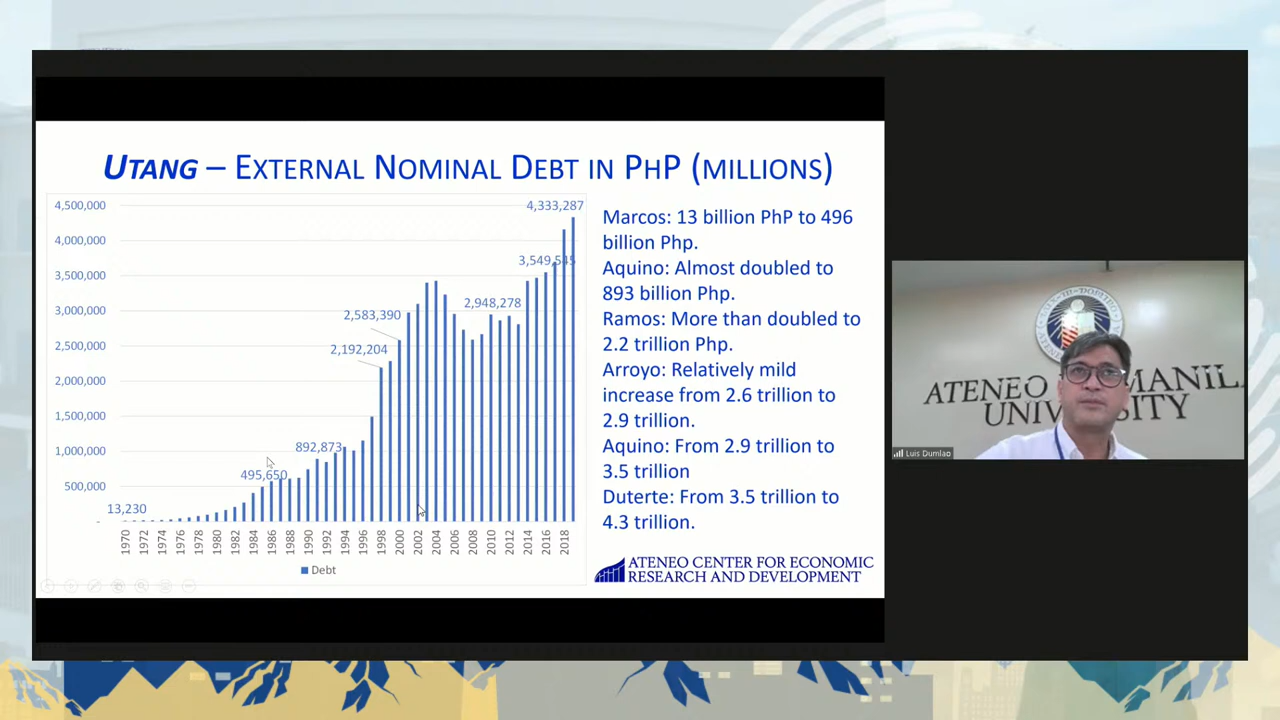 UTANG – EXTERNAL NOMINAL DEBT IN PHP (MILLIONS)
4,500,000
4,000,000
3,500,000
3,000,000
2,500,000
2,000,000
1,500,000
1,000,000
500,000
-
13,230
495,650
892,873
2,192,204
2,583,390
2,948,278
3,549,545
4,333,287
1970
1972
1974
1976
1978
1980
1982
1984
1986
1988
1990
1992
1994
1996
1998
2000
2002
2004
2006
2008
2010
2012
2014
2016
2018
Debt
Marcos: 13 billion PhP to 496
billion Php.
Aquino: Almost doubled to
893 billion Php.
Ramos: More than doubled to
2.2 trillion Php.
Arroyo: Relatively mild
increase from 2.6 trillion to
2.9 trillion.
Aquino: From 2.9 trillion to
3.5 trillion
Duterte: From 3.5 trillion to
4.3 trillion.
ATENEO CENTER FOR ECONOMIC
RESEARCH AND DEVELOPMENT
ATENEO MANILA
UNIVERSITY
Luis Dumlao